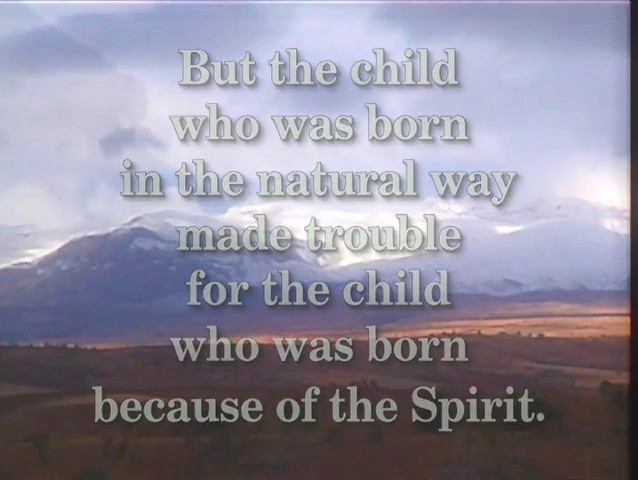 But the child
who was born
in the natural way
made trouble
for the child
who was born
because of the Spirit.